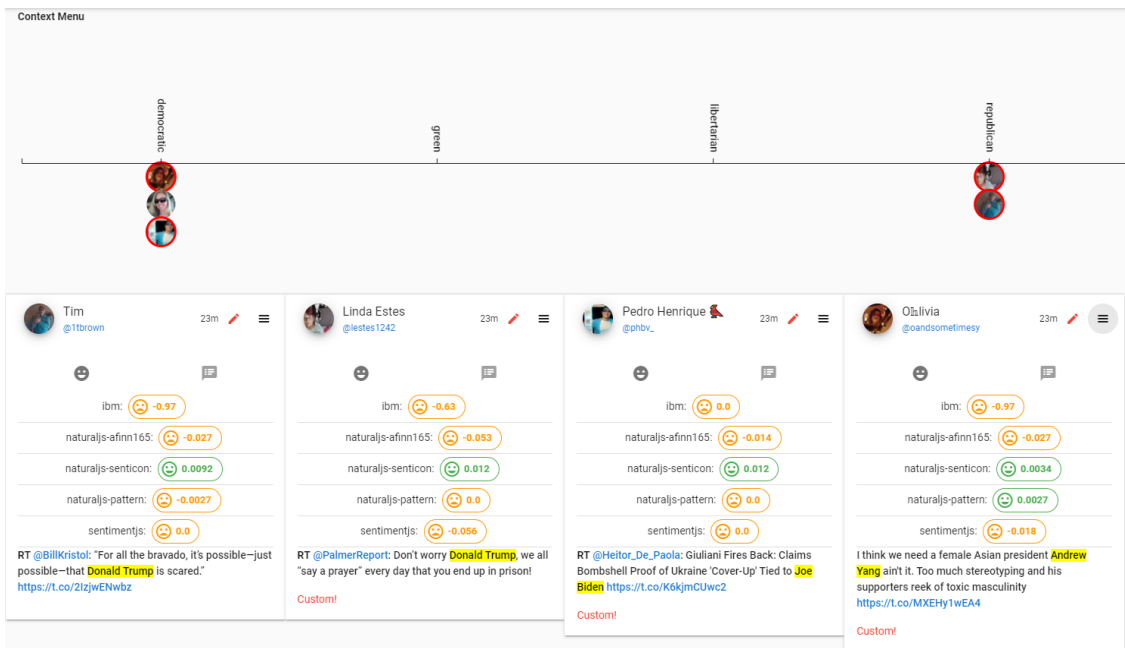 Context Menu
democratic
green
libertarian
republican
Tim
@1tbrown
23m
ibm: -0.97
naturaljs-afinn165: -0.027
naturaljs-senticon: 0.0092
naturaljs-pattern: -0.0027
sentimentjs: 0.0
RT @BillKristol: “For all the bravado, it's possible—just
possible—that Donald Trump is scared.”
https://t.co/2IzjwENwbz
Linda Estes
@lestes1242
23m
ibm: -0.63
naturaljs-afinn165: -0.053
naturaljs-senticon: 0.012
naturaljs-pattern: 0.0
sentimentjs: -0.056
RT @PalmerReport: Don't worry Donald Trump, we all
“say a prayer” every day that you end up in prison!
Custom!
Pedro Henrique
@phbv_
23m
ibm: 0.0
naturaljs-afinn165: -0.014
naturaljs-senticon: 0.012
naturaljs-pattern: 0.0
sentimentjs: 0.0
RT @Heitor_De_Paola: Giuliani Fires Back: Claims
Bombshell Proof of Ukraine 'Cover-Up' Tied to Joe
Biden https://t.co/K6kjmCUwc2
Custom!
@oandsometimesy
23m
ibm: -0.97
naturaljs-afinn165: -0.027
naturaljs-senticon: 0.0034
naturaljs-pattern: 0.0027
sentimentjs: -0.018
I think we need a female Asian president Andrew
Yang ain't it. Too much stereotyping and his
supporters reek of toxic masculinity
https://t.co/MXEHy1wEA4
Custom!